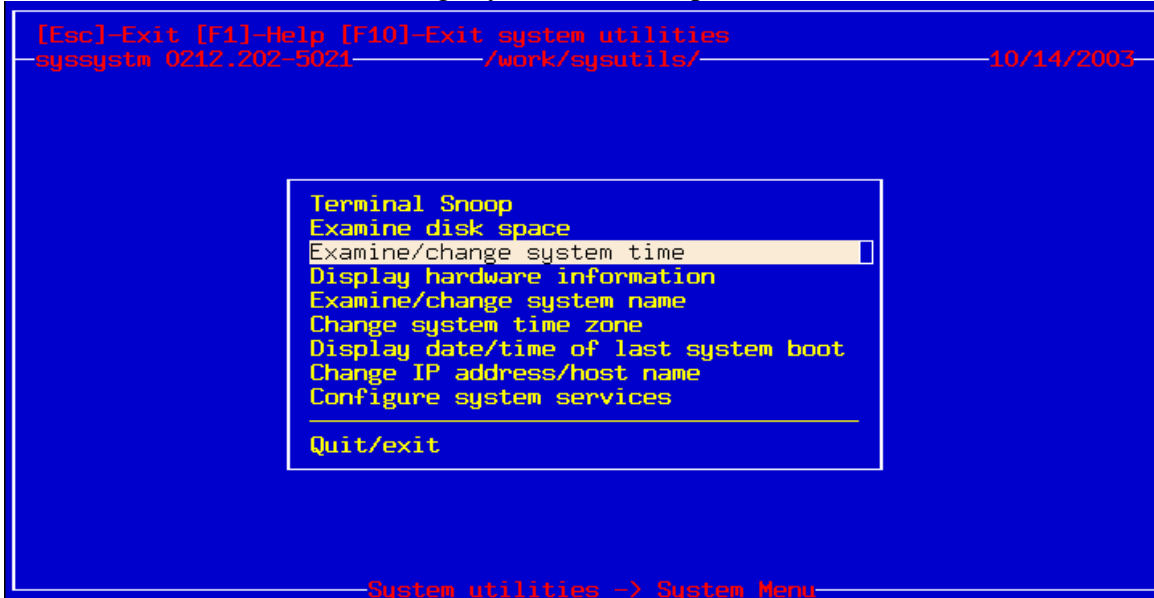 [Esc]-Exit [F1]-Help [F10]-Exit system utilities
syssystm 0212.202-5021 /work/sysutils/ 10/14/2003
Terminal Snoop
Examine disk space
Examine/change system time
Display hardware information
Examine/change system name
Change system time zone
Display date/time of last system boot
Change IP address/host name
Configure system services
Quit/exit
System utilities -> System Menu